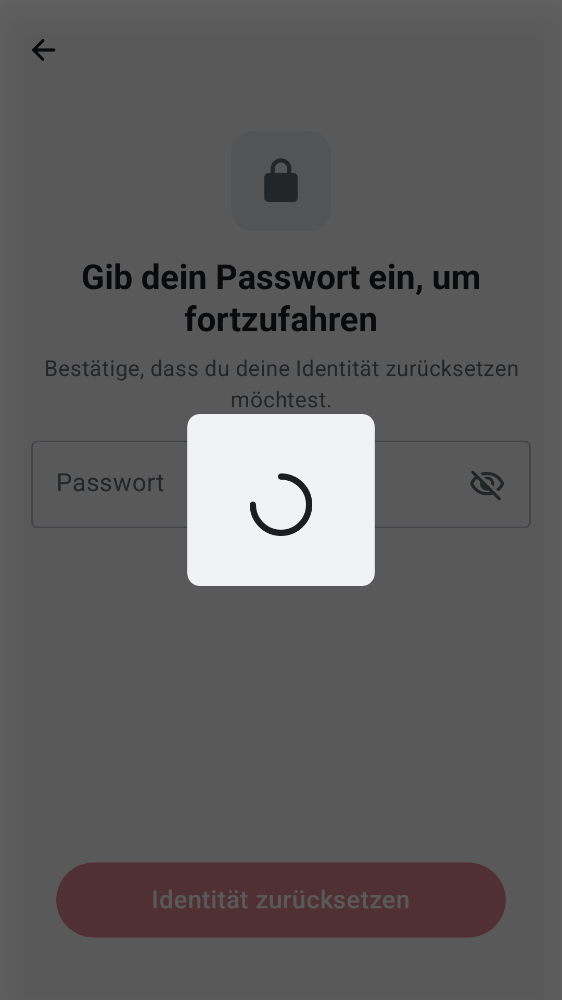 Gib dein Passwort ein, um
fortzufahren
Bestätige, dass du deine Identität zurücksetzen
möchtest.
Passwort
Identität zurücksetzen